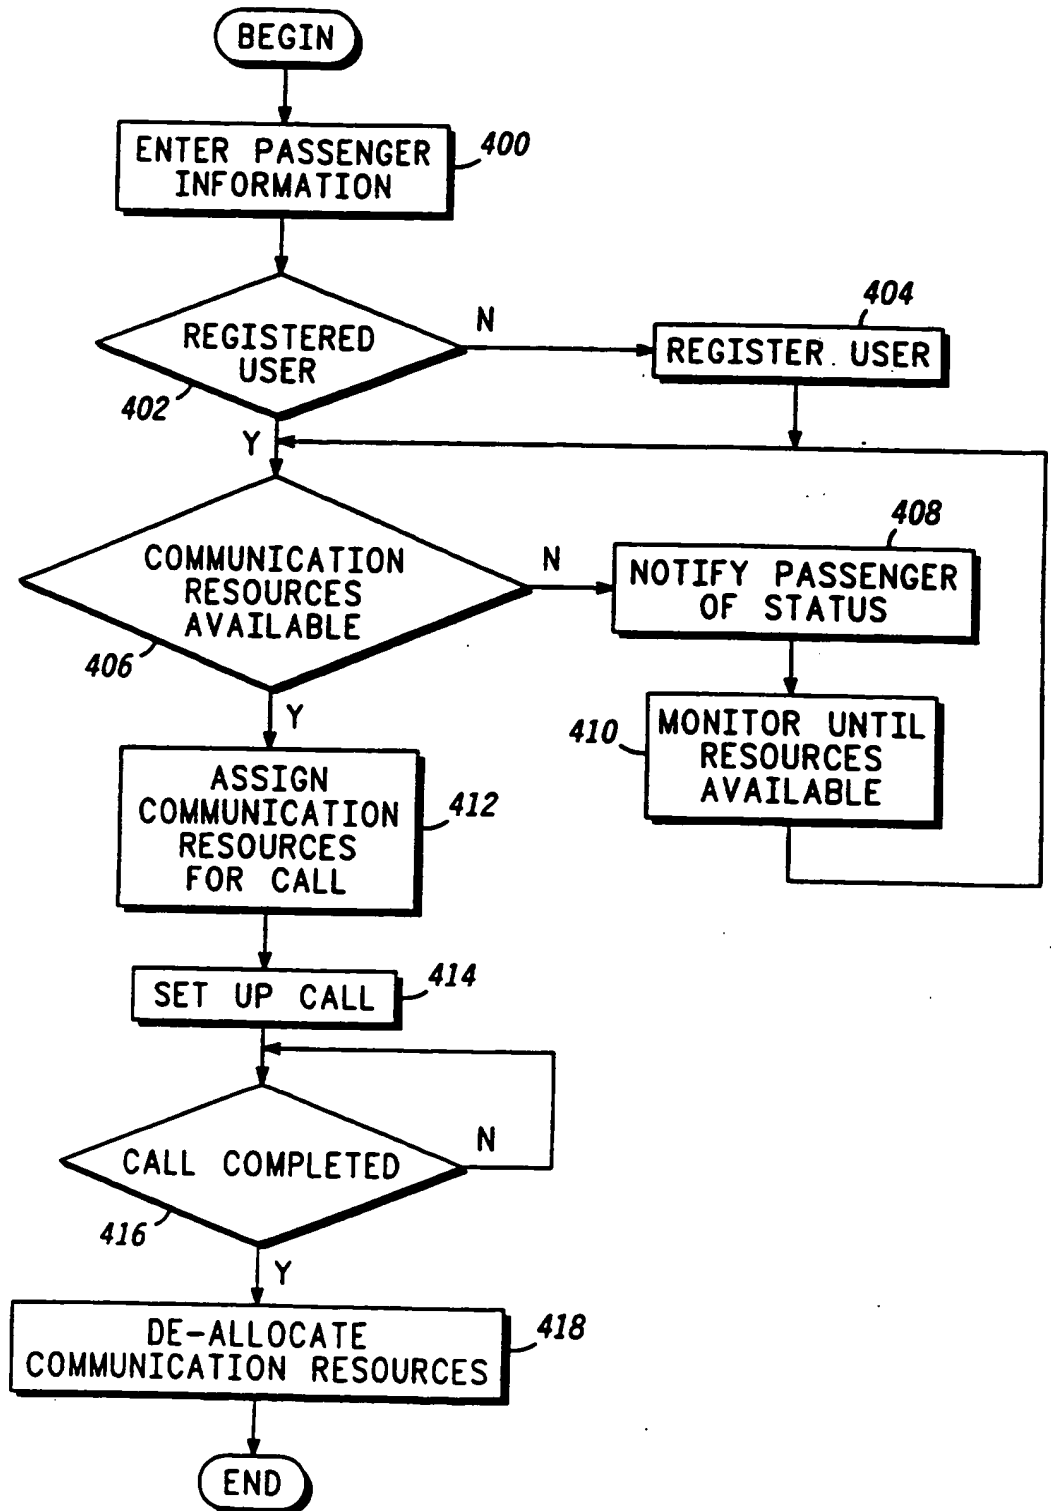 BEGIN
ENTER PASSENGER
INFORMATION
400
REGISTERED
USER
402
N
REGISTER USER
404
Y
COMMUNICATION
RESOURCES
AVAILABLE
406
N
NOTIFY PASSENGER
OF STATUS
408
MONITOR UNTIL
RESOURCES
AVAILABLE
410
Y
ASSIGN
COMMUNICATION
RESOURCES
FOR CALL
412
SET UP CALL
414
CALL COMPLETED
416
N
Y
DE-ALLOCATE
COMMUNICATION RESOURCES
418
END